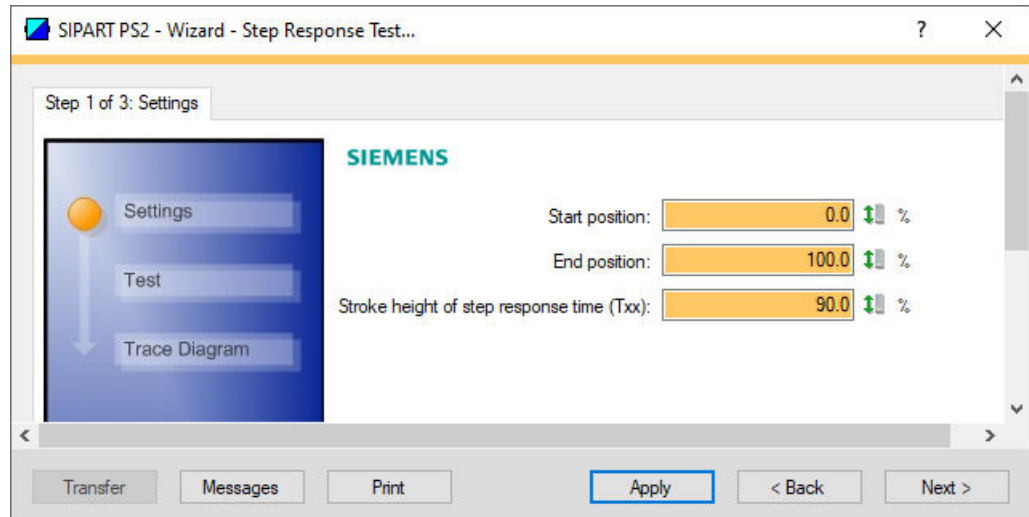 SIPART PS2 - Wizard - Step Response Test...
?
Step 1 of 3: Settings
SIEMENS
Settings
Test
Trace Diagram
Start position: 0.0 %
End position: 100.0 %
Stroke height of step response time (Txx): 90.0 %
Transfer Messages Print Apply < Back Next >